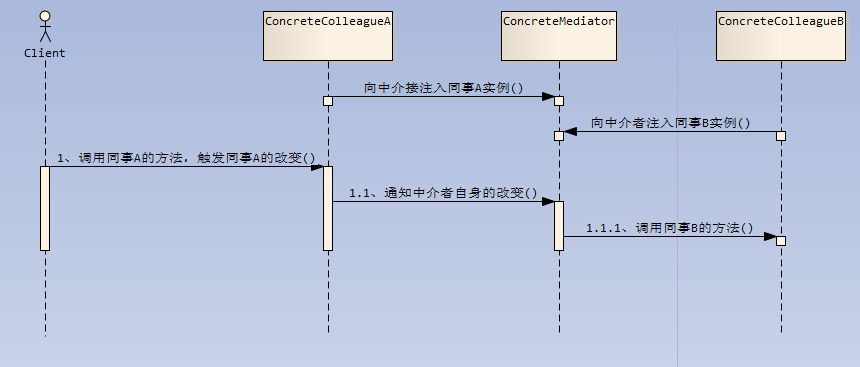 Client
ConcreteColleagueA
ConcreteMediator
ConcreteColleagueB
向中介接注入同事A实例()
向中介者注入同事B实例()
1、调用同事A的方法，触发同事A的改变()
1.1、通知中介者自身的改变()
1.1.1、调用同事B的方法()